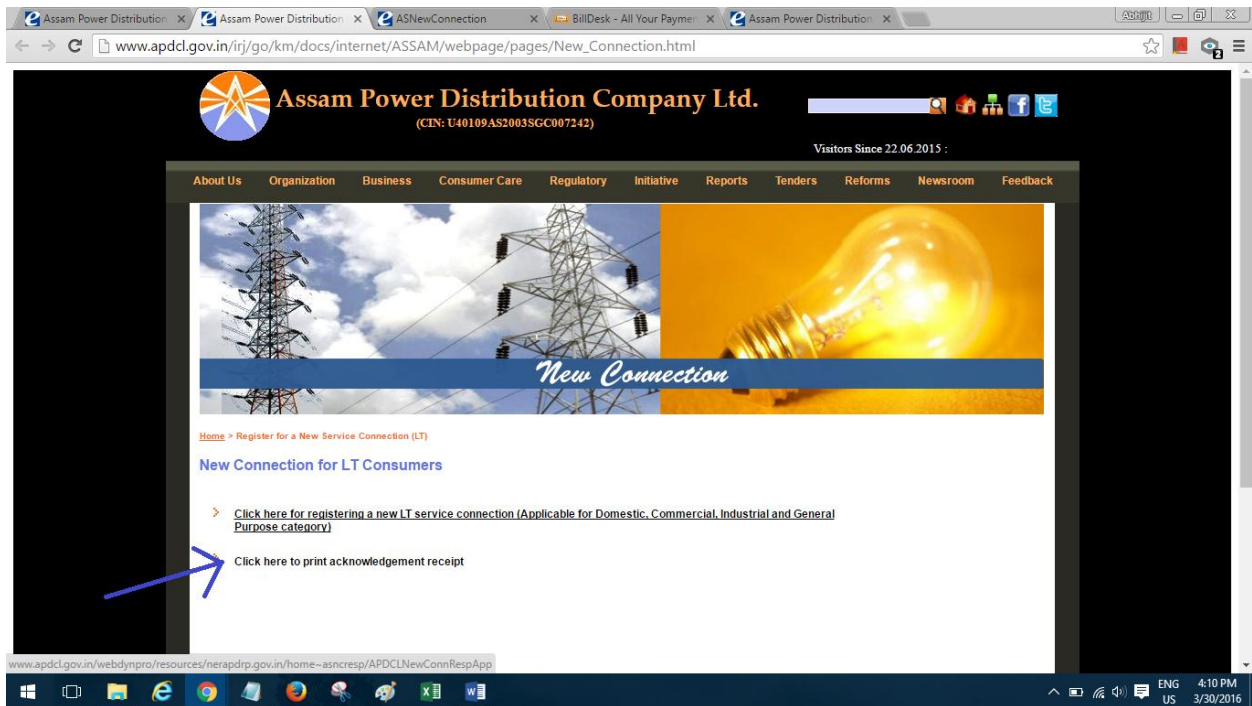 Assam Power Distribution
Assam Power Distribution
ASNewConnection
BillDesk - All Your Paymen
Assam Power Distribution
Abhijit
www.apdcl.gov.in/irj/go/km/docs/internet/ASSAM/webpage/pages/New_Connection.html
2
Assam Power Distribution Company Ltd.
(CIN: U40109AS2003SGC007242)
Visitors Since 22.06.2015 :
About Us Organization Business Consumer Care Regulatory Initiative Reports Tenders Reforms Newsroom Feedback
New Connection
Home > Register for a New Service Connection (LT)
New Connection for LT Consumers
Click here for registering a new LT service connection (Applicable for Domestic, Commercial, Industrial and General
Purpose category)
Click here to print acknowledgement receipt
www.apdcl.gov.in/webdynpro/resources/nerapdrp.gov.in/home~asncresp/APDCLNewConnRespApp
ENG 4:10 PM
US 3/30/2016